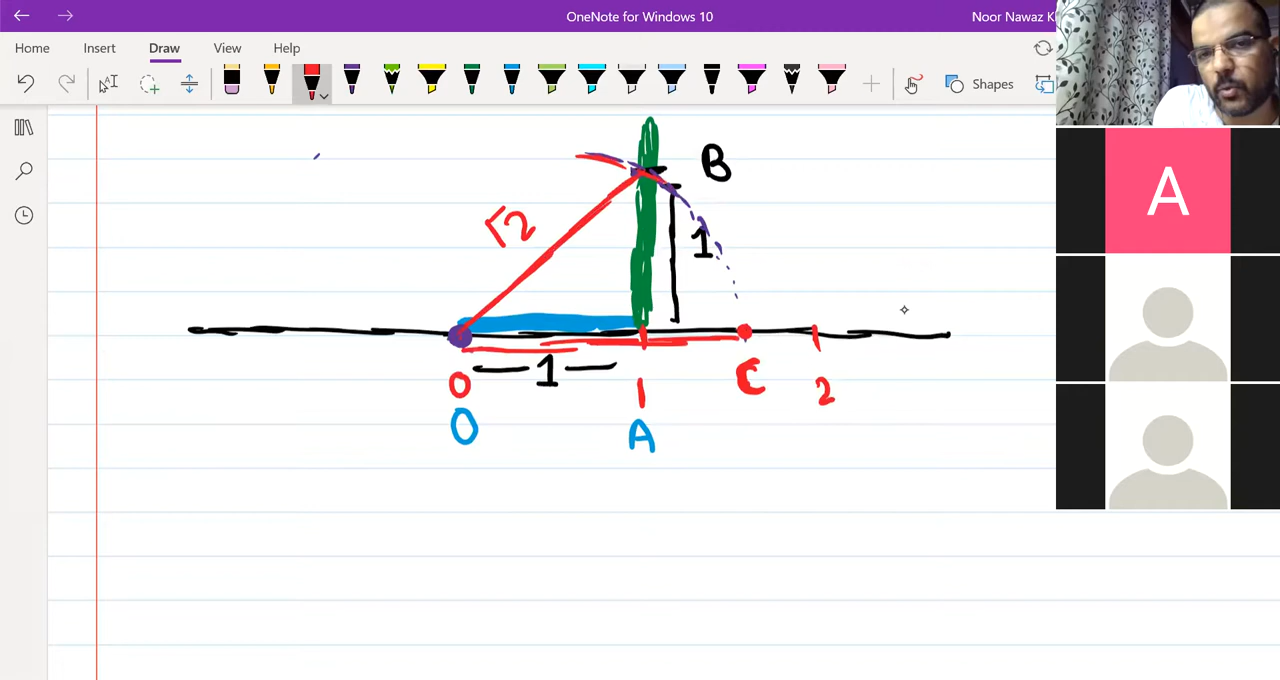 OneNote for Windows 10
Noor Nawaz K
Home Insert Draw View Help
Shapes
A
B
√2
1
1
0 1 C 2
O A